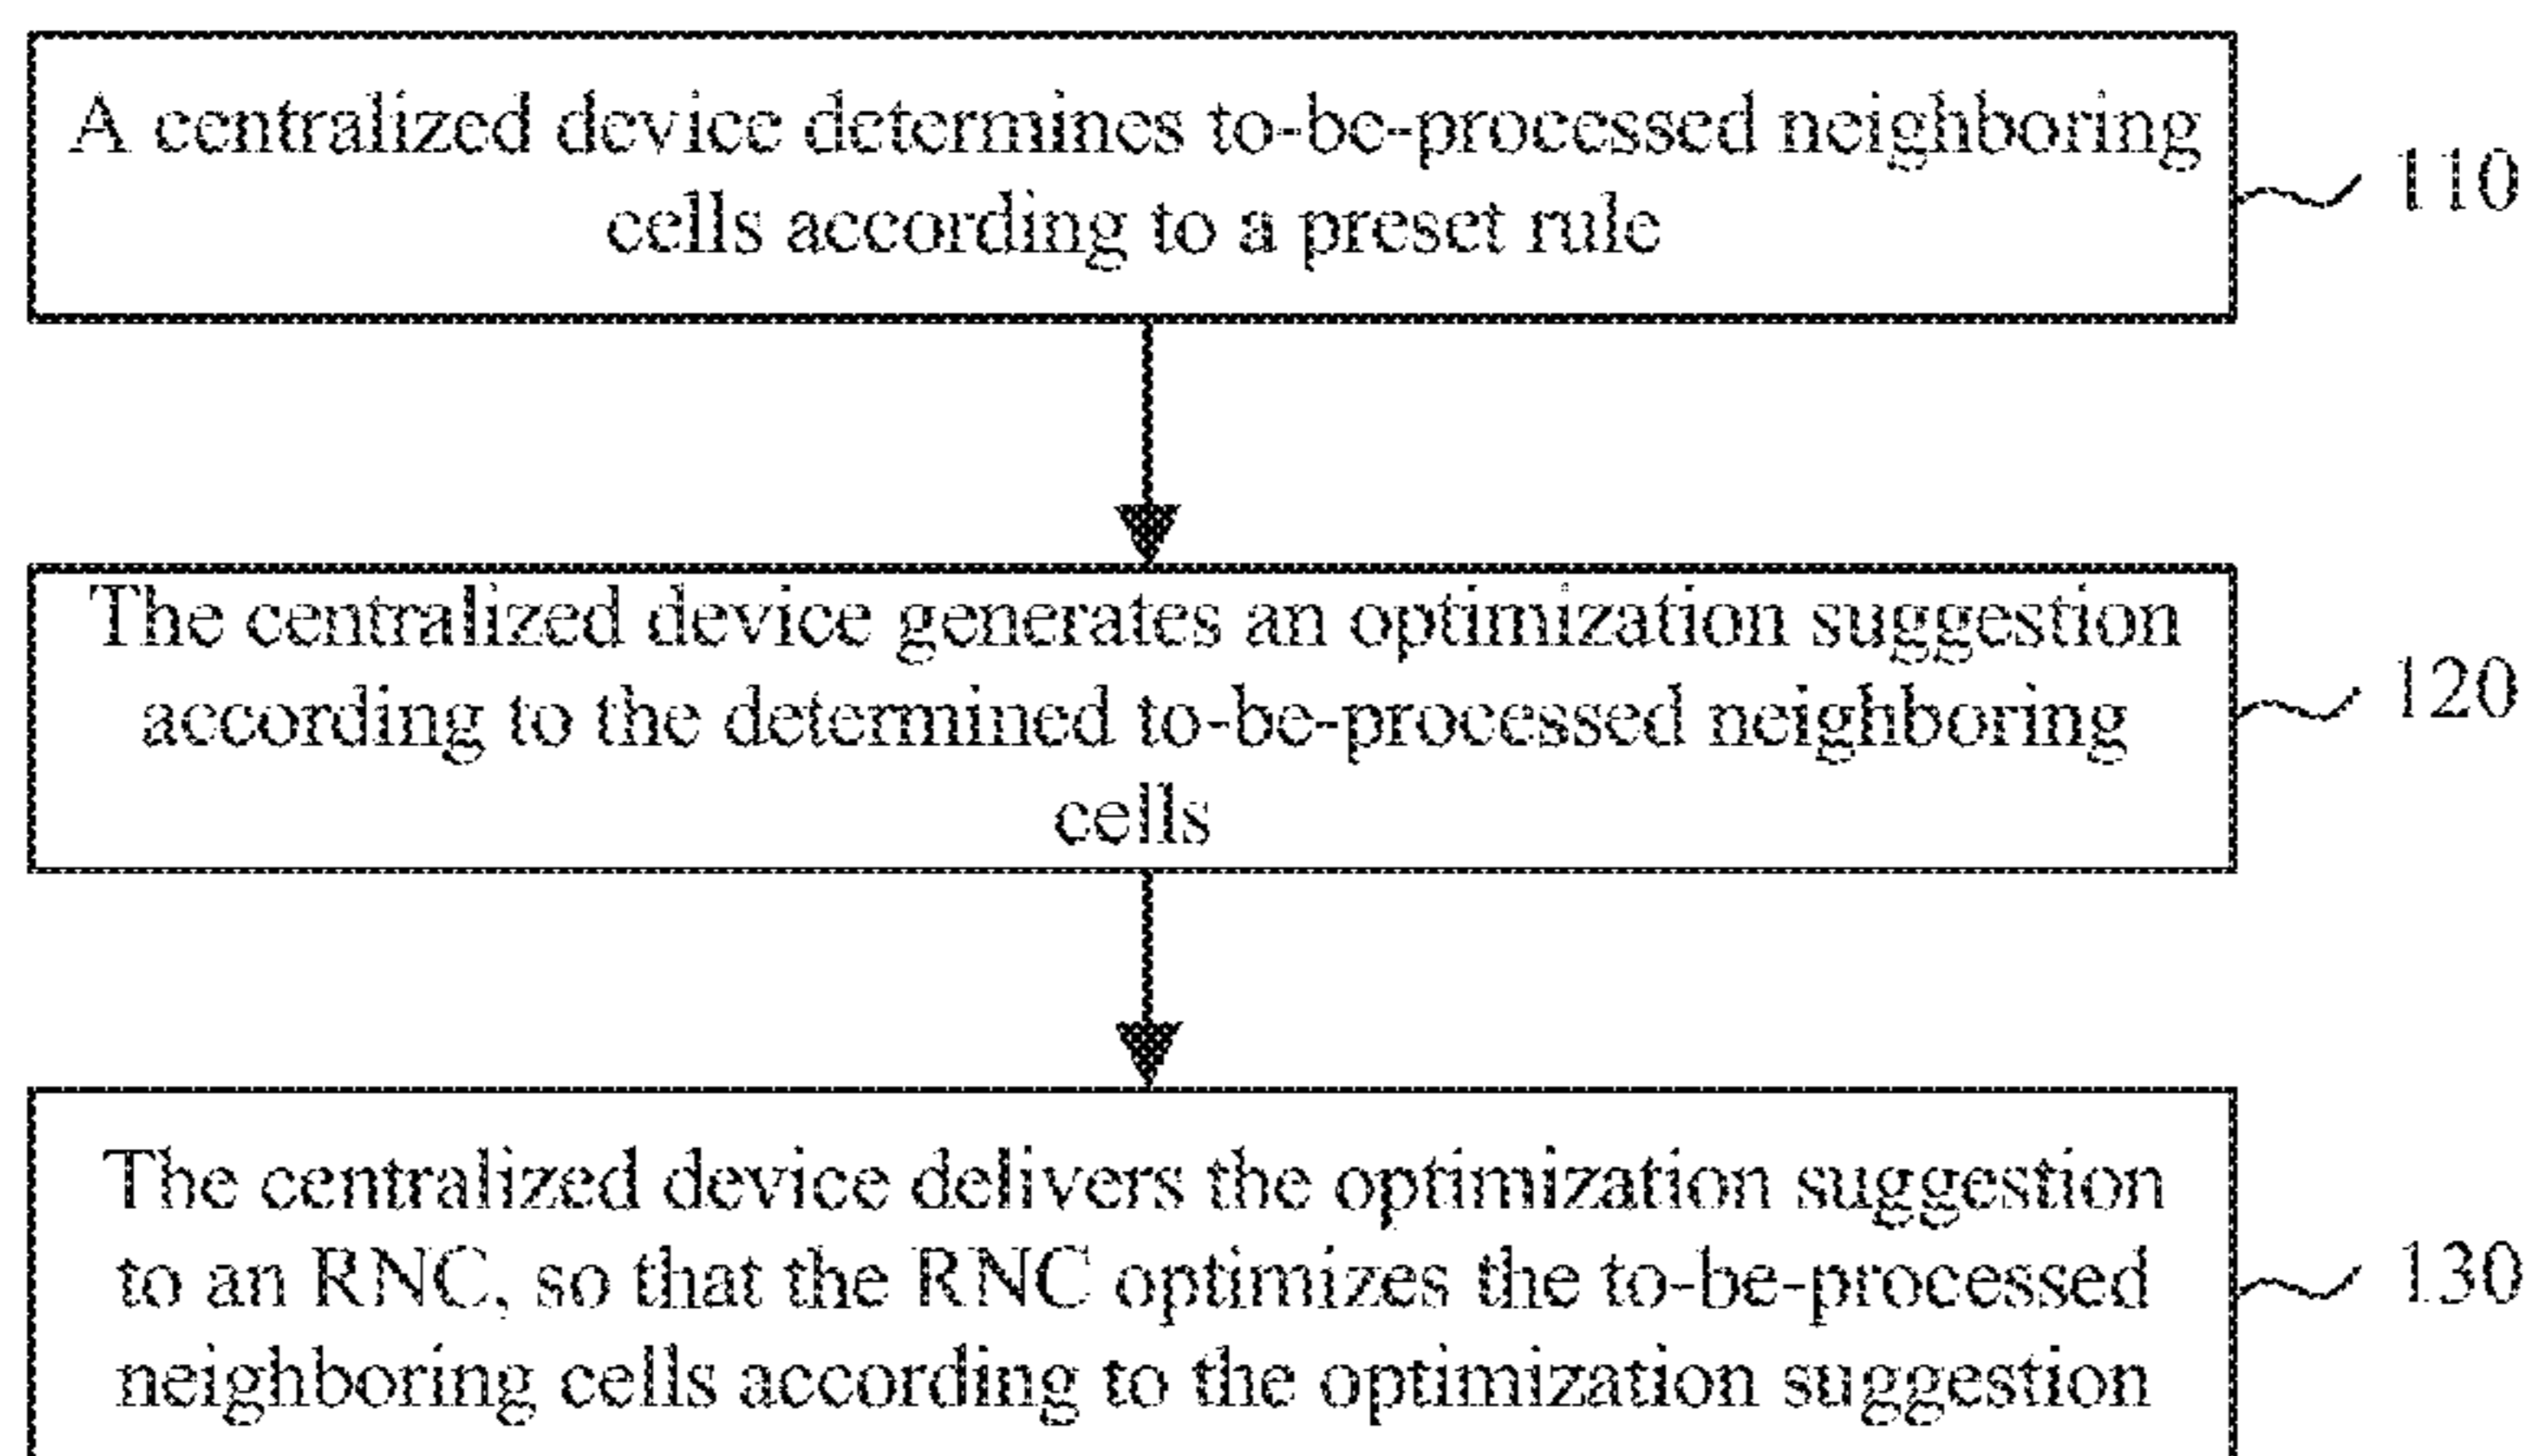 A centralized device determines to-be-processed neighboring
cells according to a preset rule
110
The centralized device generates an optimization suggestion
according to the determined to-be-processed neighboring
cells
120
The centralized device delivers the optimization suggestion
to an RNC, so that the RNC optimizes the to-be-processed
neighboring cells according to the optimization suggestion
130